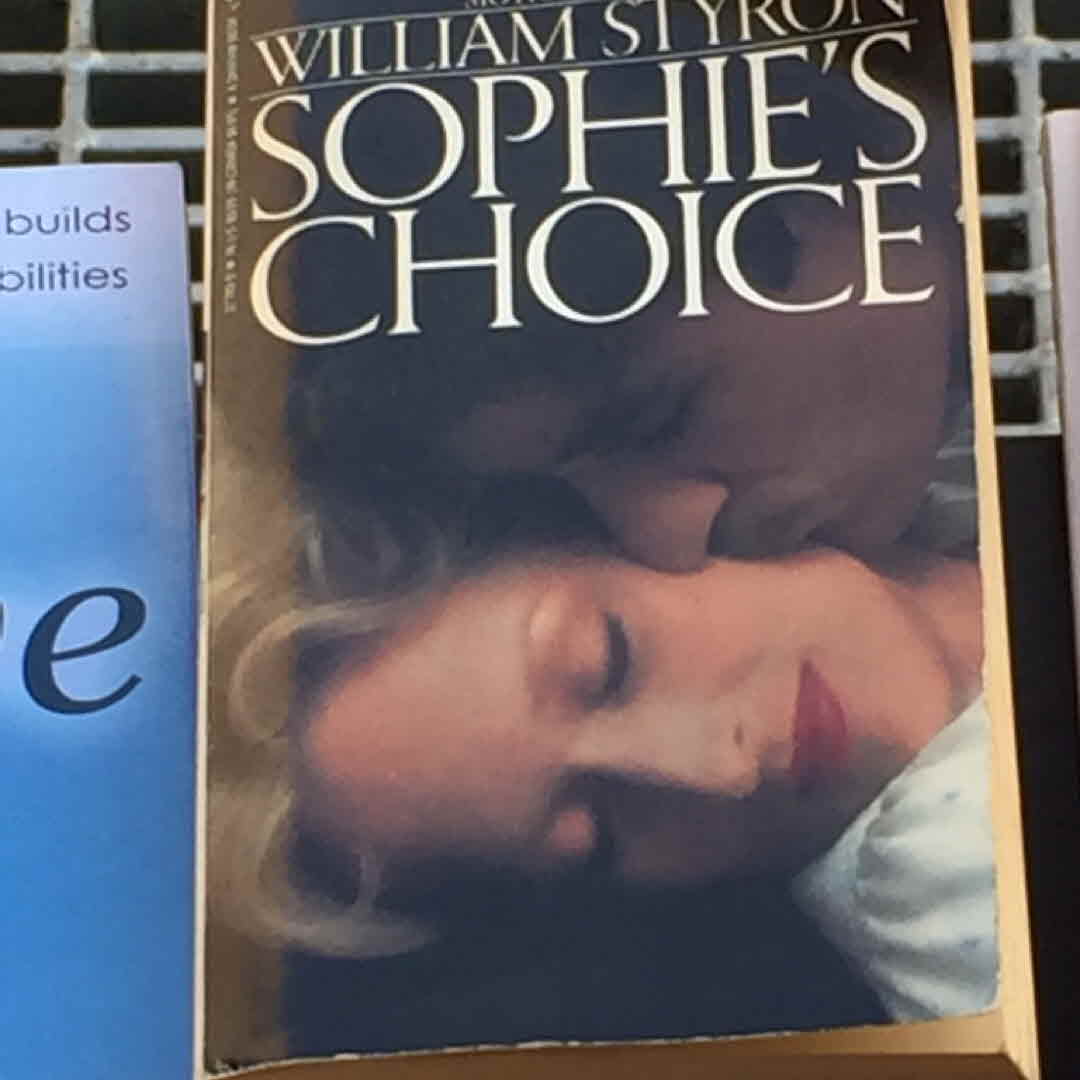 WILLIAM STYRON
SOPHIE'S
CHOICE
builds
bilities
e